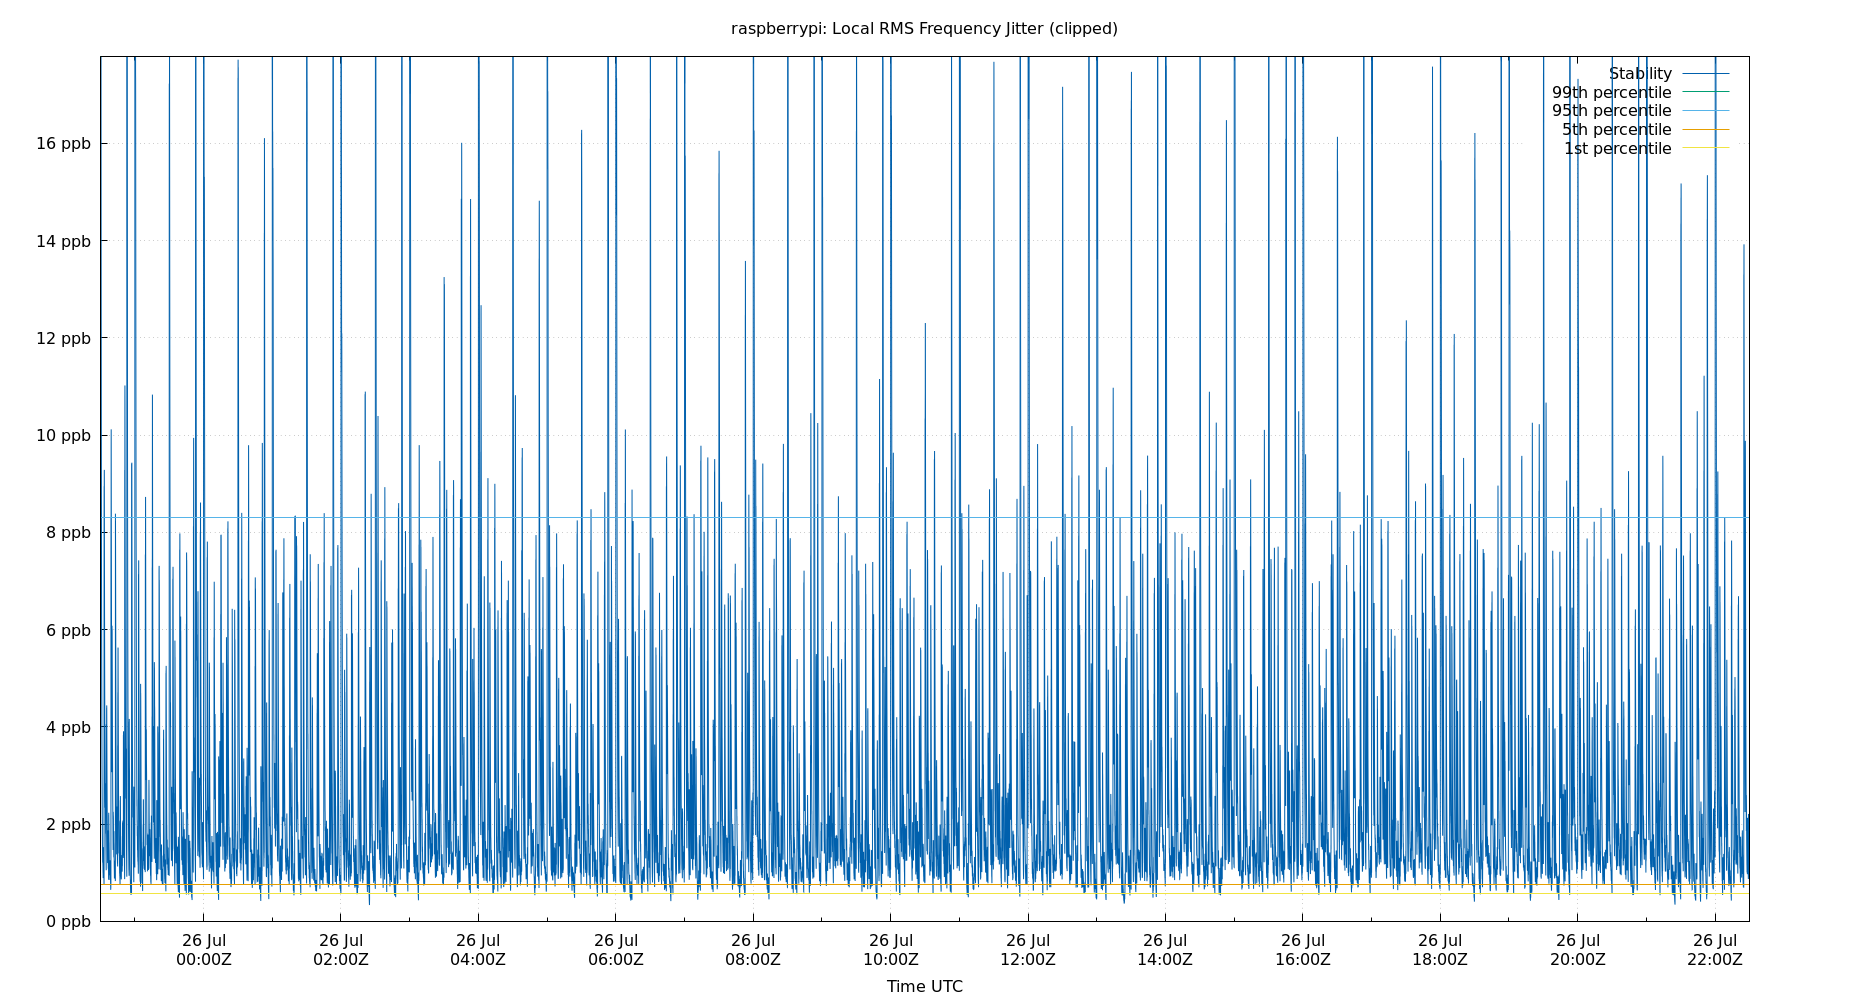 raspberrypi: Local RMS Frequency Jitter (clipped)
Stability
99th percentile
95th percentile
5th percentile
1st percentile
16 ppb
14 ppb
12 ppb
10 ppb
8 ppb
6 ppb
4 ppb
2 ppb
0 ppb
26 Jul 26 Jul 26 Jul 26 Jul 26 Jul 26 Jul 26 Jul 26 Jul 26 Jul 26 Jul 26 Jul 26 Jul
00:00Z 02:00Z 04:00Z 06:00Z 08:00Z 10:00Z 12:00Z 14:00Z 16:00Z 18:00Z 20:00Z 22:00Z
Time UTC